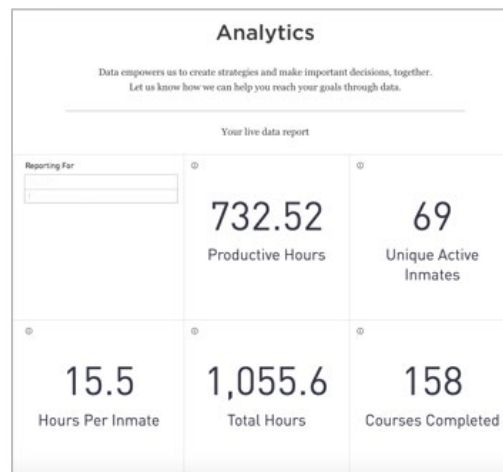 Analytics
Data empowers us to create strategies and make important decisions, together.
Let us know how we can help you reach your goals through data.
Your live data report
Reporting For
732.52
Productive Hours
69
Unique Active
Inmates
15.5
Hours Per Inmate
1,055.6
Total Hours
158
Courses Completed